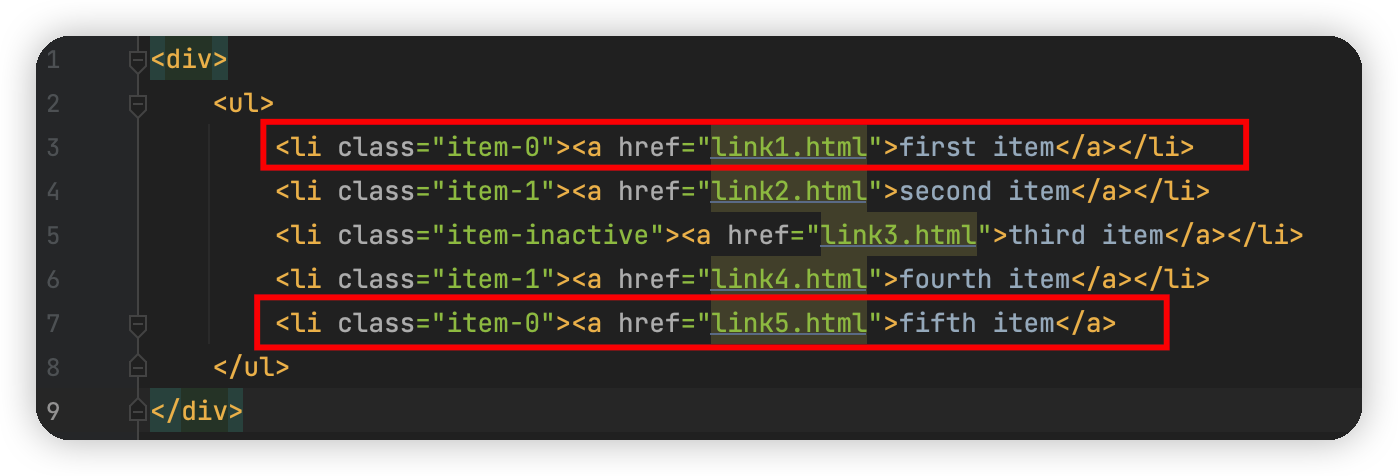 1 <div>
2 <ul>
3 <li class="item-0"><a href="link1.html">first item</a></li>
4 <li class="item-1"><a href="link2.html">second item</a></li>
5 <li class="item-inactive"><a href="link3.html">third item</a></li>
6 <li class="item-1"><a href="link4.html">fourth item</a></li>
7 <li class="item-0"><a href="link5.html">fifth item</a>
8 </ul>
9 </div>